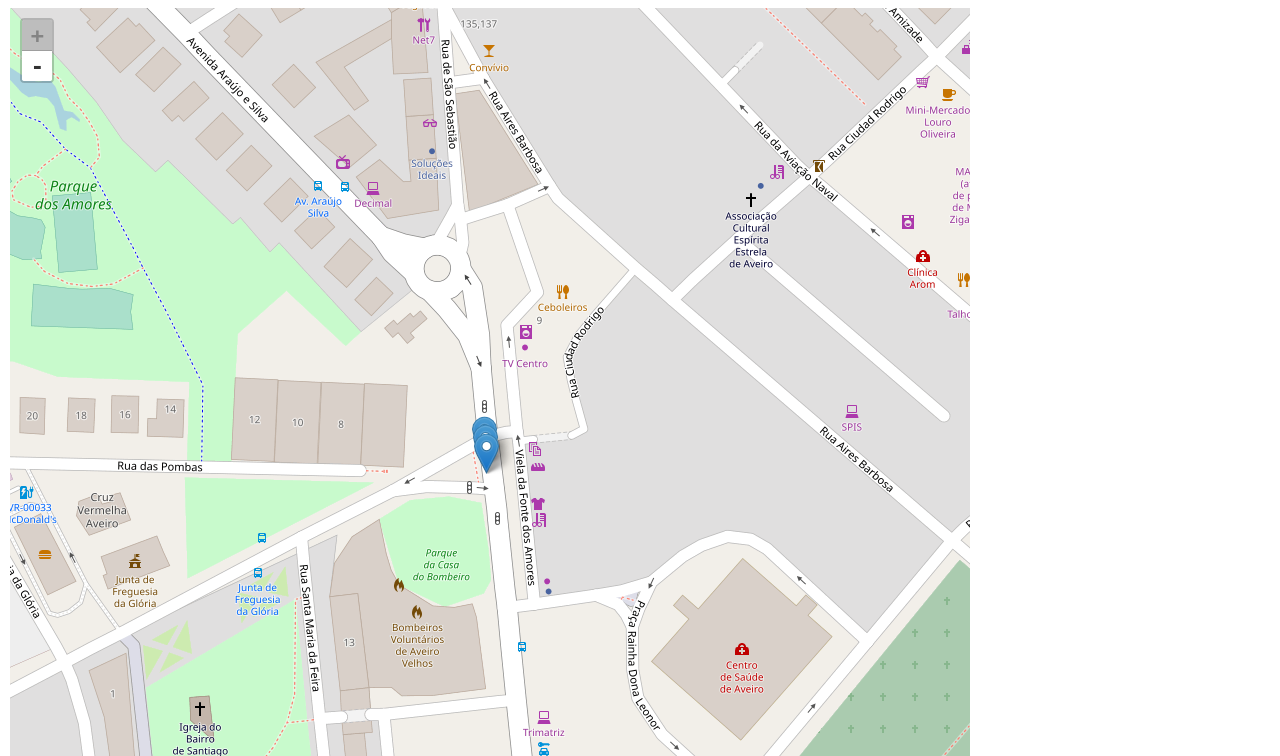 +
-
Avenida Araújo e Silva
Net7
135,137
Convívio
Rua de São Sebastião
Rua Aires Barbosa
Soluções
Ideais
Av. Araújo
Silva
Decimal
Parque
dos Amores
Amizade
Mini-Mercado
Louro
Oliveira
Rua Ciudad Rodrigo
Rua da Aviação Naval
Associação
Cultural
Espírita
Estrela
de Aveiro
Clínica
Arom
Ceboleiros
9
TV Centro
Rua Ciudad Rodrigo
SPIS
Rua Aires Barbosa
20
18
16
14
12
10
8
Rua das Pombas
Cruz
Vermelha
Aveiro
VR-00033
McDonald's
Junta de
Freguesia
da Glória
Junta de
Freguesia
da Glória
Rua Santa Maria da Feira
Viela da Fonte dos Amores
Parque
da Casa
do Bombeiro
Bombeiros
Voluntários
de Aveiro
Velhos
13
1
Igreja do
Bairro
de Santiago
Praça Rainha Dona Leonor
Centro
de Saúde
de Aveiro
Trimatriz
da Glória